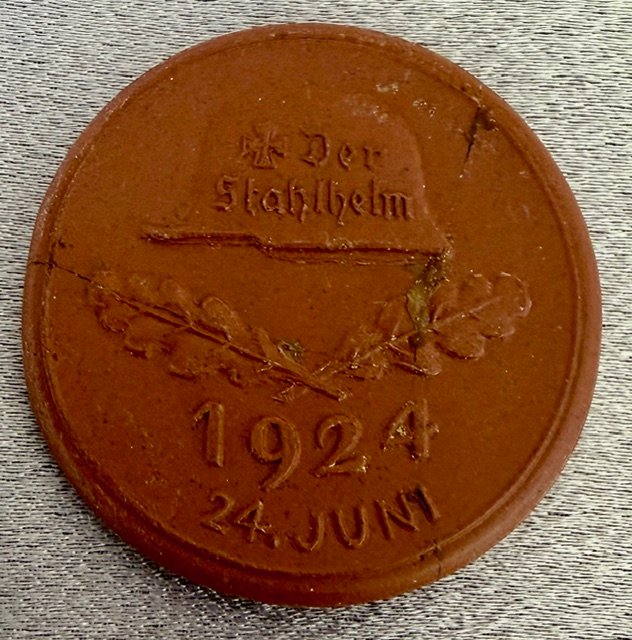 Der
Stahlhelm
1924
24. JUNI